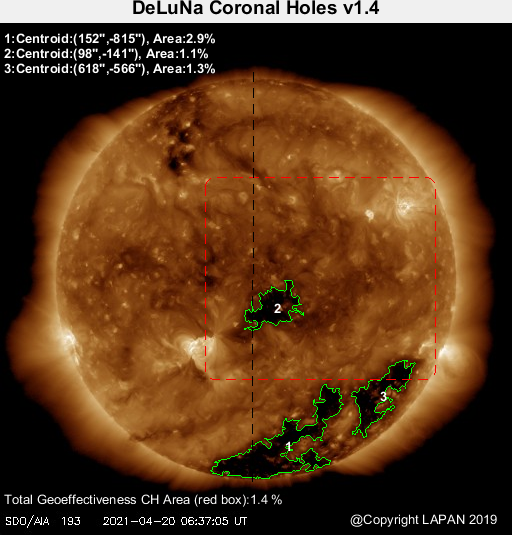 DeLuNa Coronal Holes v1.4
1:Centroid:(152",-815"), Area:2.9%
2:Centroid:(98",-141"), Area:1.1%
3:Centroid:(618",-566"), Area:1.3%
2
3
1
Total Geoeffectiveness CH Area (red box):1.4 %
SDO/AIA 193 2021-04-20 06:37:05 UT
@Copyright LAPAN 2019